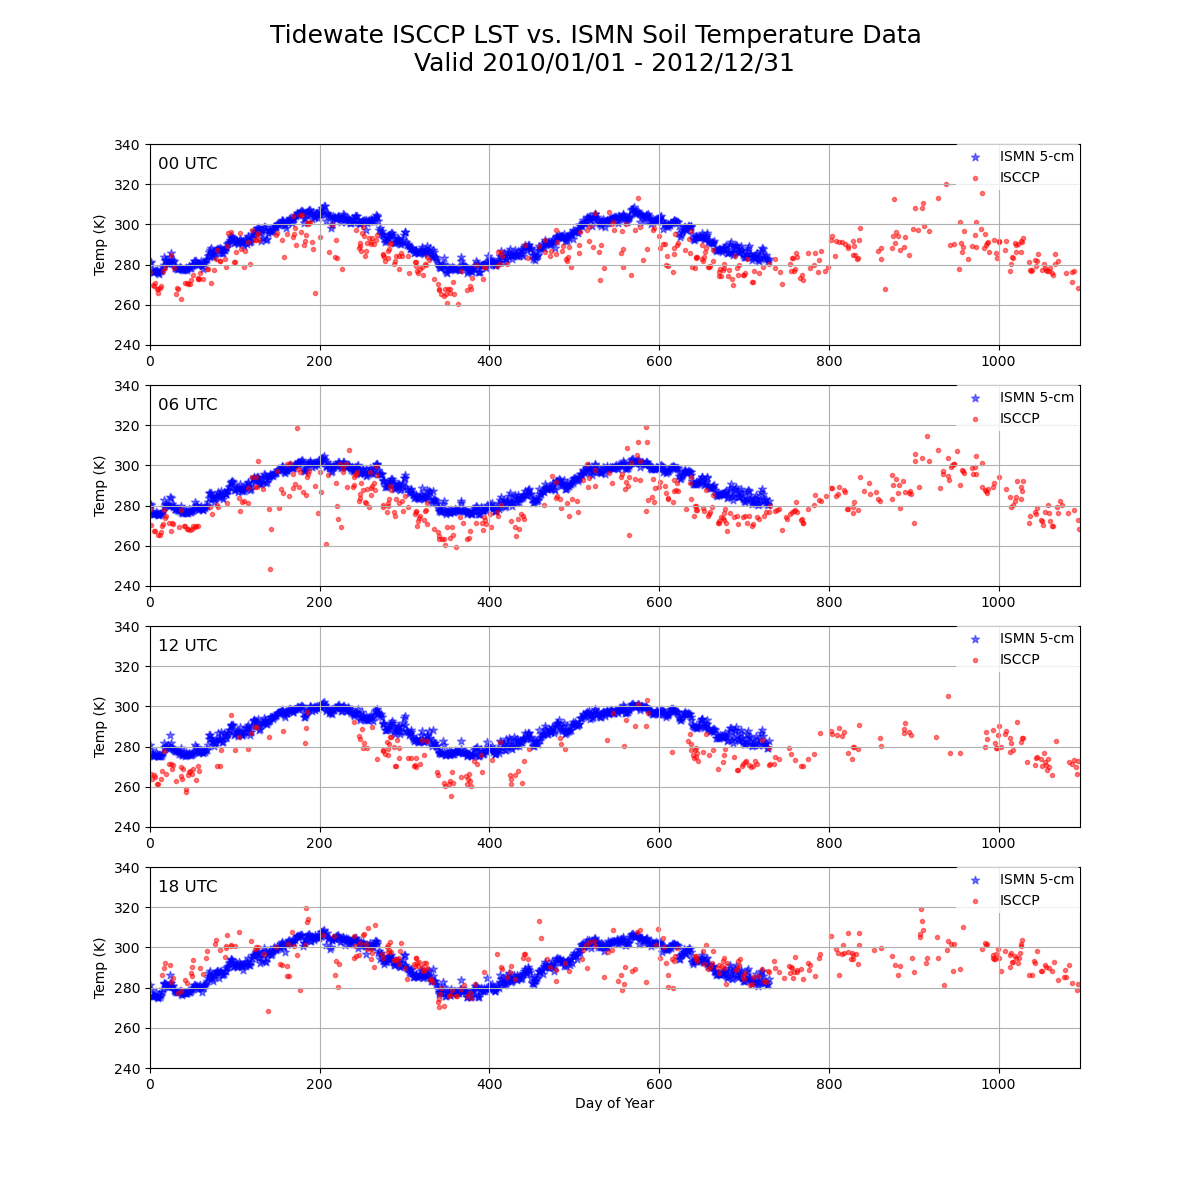 Tidewate ISCCP LST vs. ISMN Soil Temperature Data
Valid 2010/01/01 - 2012/12/31
340
320
300
280
260
240
Temp (K)
00 UTC
ISMN 5-cm
ISCCP
0 200 400 600 800 1000
340
320
300
280
260
240
Temp (K)
06 UTC
ISMN 5-cm
ISCCP
0 200 400 600 800 1000
340
320
300
280
260
240
Temp (K)
12 UTC
ISMN 5-cm
ISCCP
0 200 400 600 800 1000
340
320
300
280
260
240
Temp (K)
18 UTC
ISMN 5-cm
ISCCP
0 200 400 600 800 1000
Day of Year